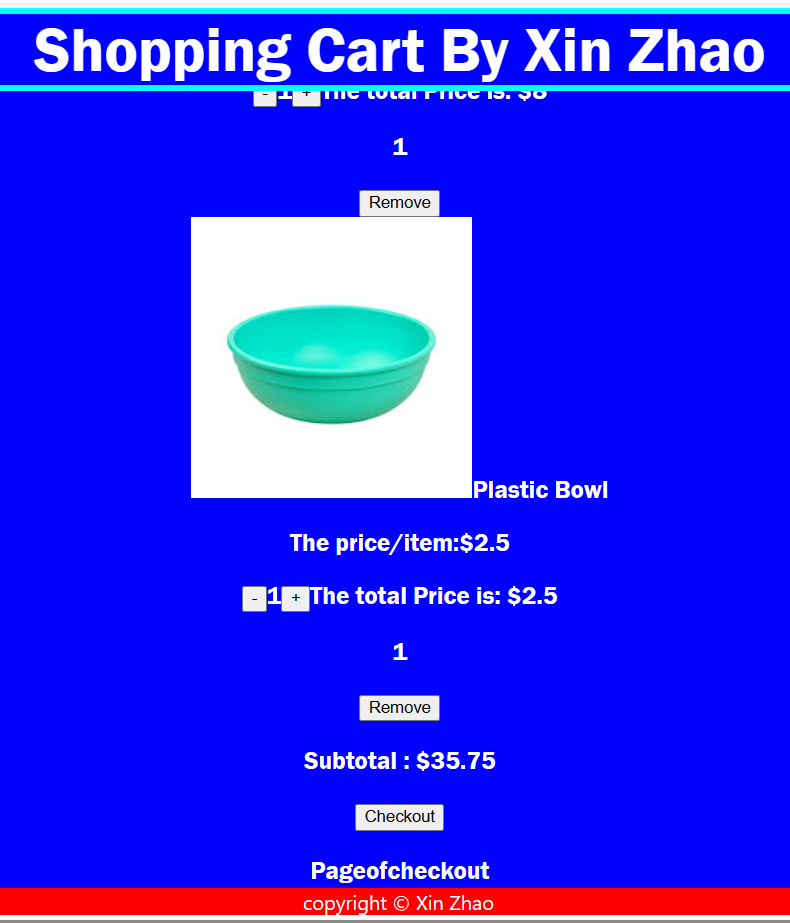 Shopping Cart By Xin Zhao
-1+The total Price is: $8
1
Remove
Plastic Bowl
The price/item:$2.5
-1+The total Price is: $2.5
1
Remove
Subtotal : $35.75
Checkout
Pageofcheckout
copyright © Xin Zhao